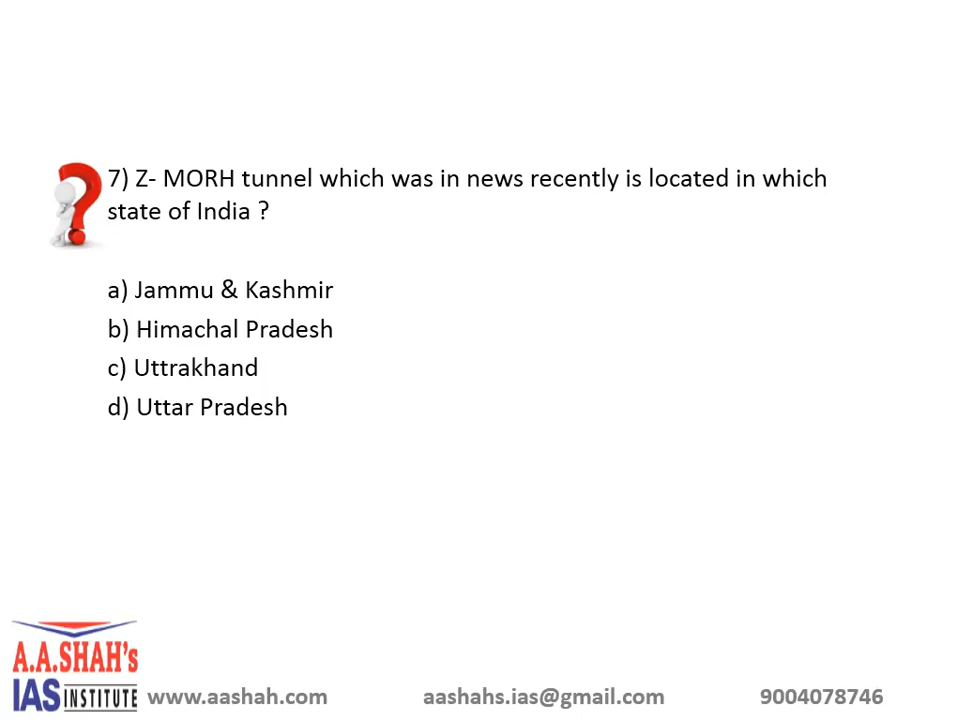 7) Z- MORH tunnel which was in news recently is located in which
state of India ?
a) Jammu & Kashmir
b) Himachal Pradesh
c) Uttrakhand
d) Uttar Pradesh
A.A.SHAH's
IAS INSTITUTE
www.aashah.com aashahs.ias@gmail.com 9004078746